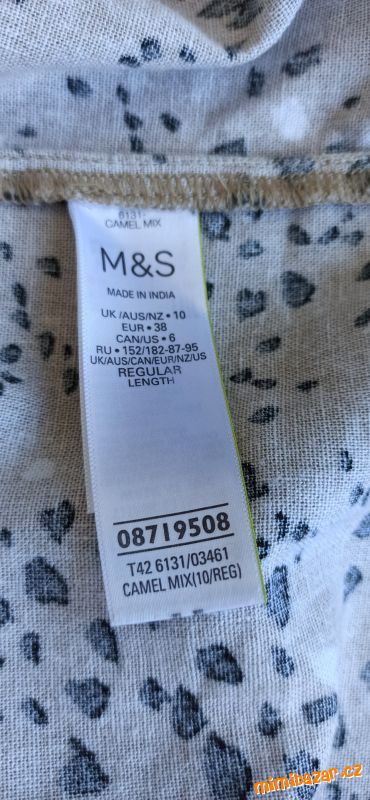 CAMEL MIX
M&S
MADE IN INDIA
UK /AUS/NZ • 10
EUR • 38
CAN/US • 6
RU • 152/182-87-95
UK/AUS/CAN/EUR/NZ/US
REGULAR
LENGTH
08719508
T42 6131/03461
CAMEL MIX(10/REG)
mimibazar.cz